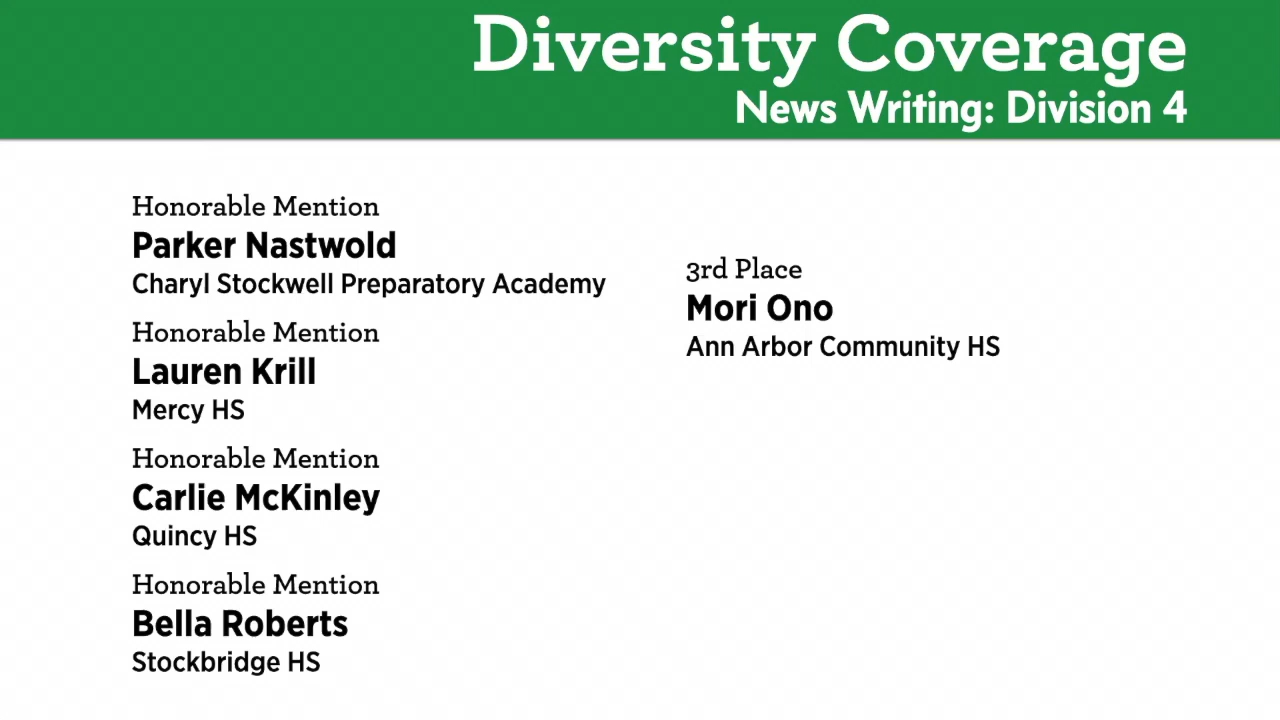 Diversity Coverage
News Writing: Division 4
Honorable Mention
Parker Nastwold
Charyl Stockwell Preparatory Academy
Honorable Mention
Lauren Krill
Mercy HS
Honorable Mention
Carlie McKinley
Quincy HS
Honorable Mention
Bella Roberts
Stockbridge HS
3rd Place
Mori Ono
Ann Arbor Community HS